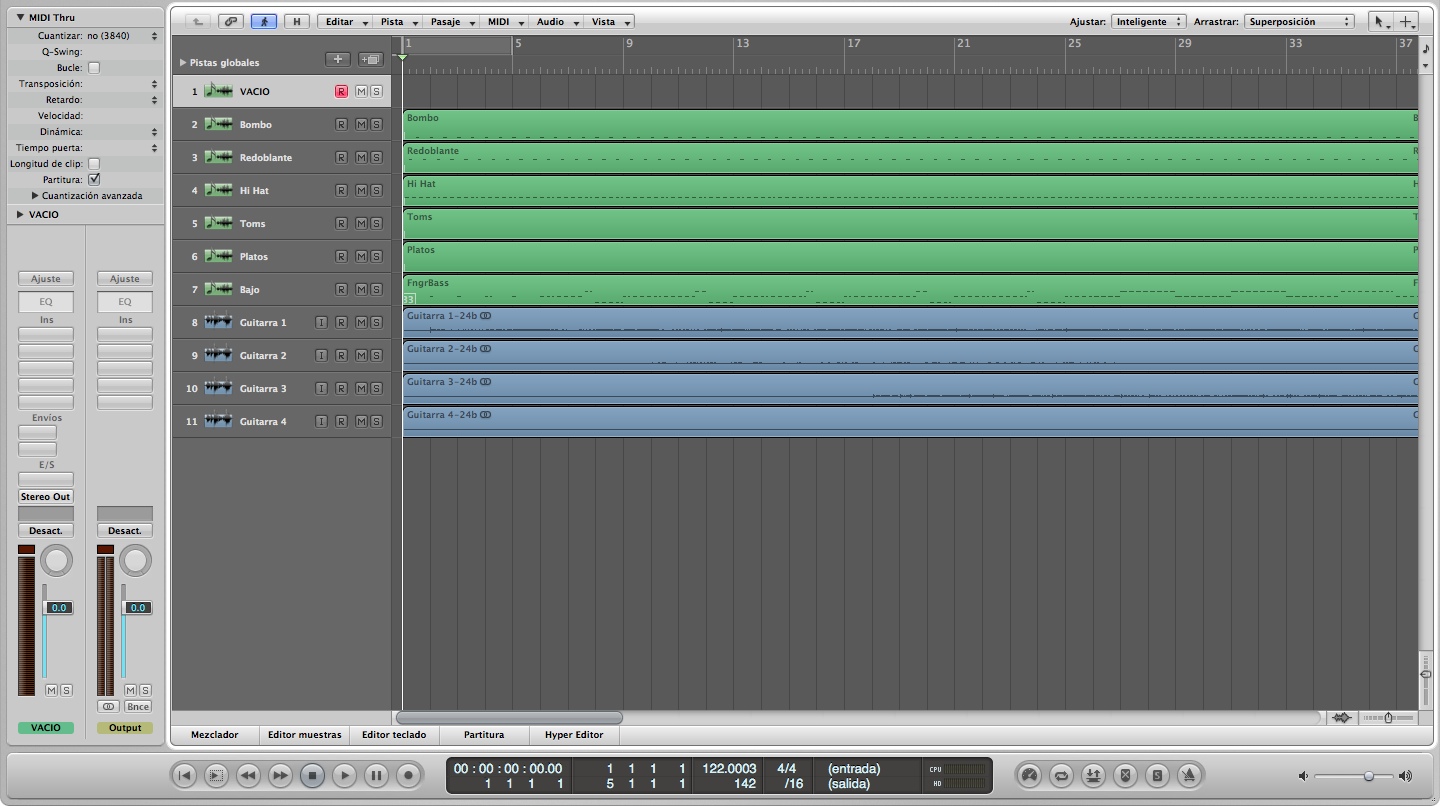 MIDI Thru
Cuantizar: no (3840)
Q-Swing:
Bucle:
Transposición:
Retardo:
Velocidad:
Dinámica:
Tiempo puerta:
Longitud de clip:
Partitura:
Cuantización avanzada
VACIO
Ajuste Ajuste
EQ EQ
Ins Ins
Envíos
E/S
Stereo Out
Desact. Desact.
0.0 0.0
M S M S
Bnce
VACIO Output
H Editar Pista Pasaje MIDI Audio Vista Ajustar: Inteligente Arrastrar: Superposición
1 5 9 13 17 21 25 29 33 37
Pistas globales
1 VACIO R M S
2 Bombo R M S Bombo B
3 Redoblante R M S Redoblante R
4 Hi Hat R M S Hi Hat H
5 Toms R M S Toms T
6 Platos R M S Platos P
7 Bajo R M S FngrBass F
33
8 Guitarra 1 I R M S Guitarra 1-24b
9 Guitarra 2 I R M S Guitarra 2-24b
10 Guitarra 3 I R M S Guitarra 3-24b
11 Guitarra 4 I R M S Guitarra 4-24b
Mezclador Editor muestras Editor teclado Partitura Hyper Editor
00 : 00 : 00 : 00.00 1 1 1 1 122.0003 4/4 (entrada) CPU
1 1 1 1 5 1 1 1 142 /16 (salida) HD
S